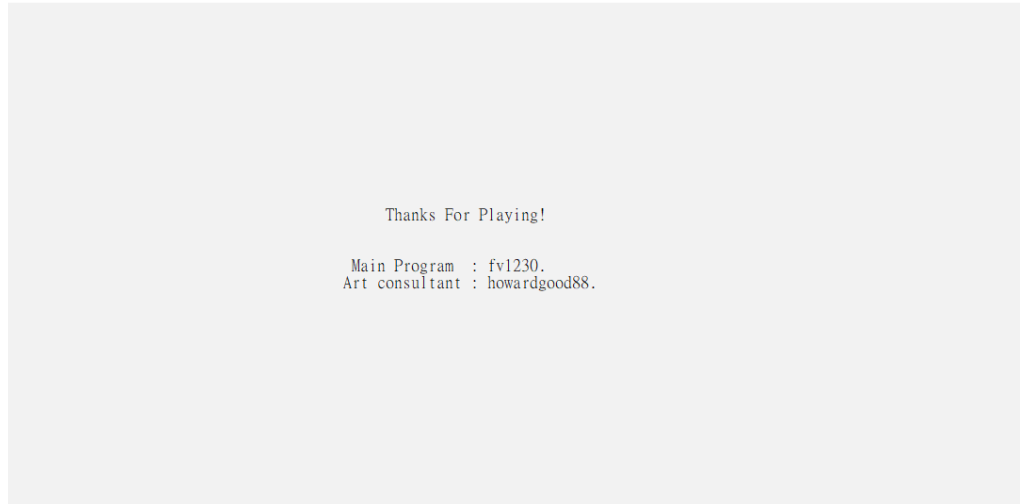 Thanks For Playing!
Main Program : fv1230.
Art consultant : howardgood88.